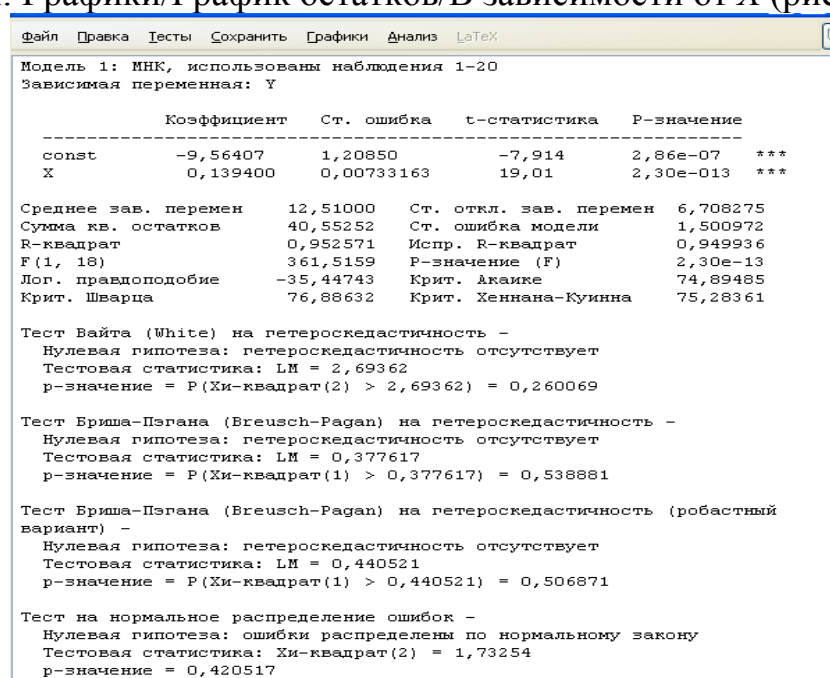 . Графики/График остатков/В зависимости от X (рис
Файл Правка Тесты Сохранить Графики Анализ LaTeX
Модель 1: МНК, использованы наблюдения 1-20
Зависимая переменная: Y
Коэффициент Ст. ошибка t-статистика P-значение
const -9,56407 1,20850 -7,914 2,86e-07 ***
X 0,139400 0,00733163 19,01 2,30e-013 ***
Среднее зав. перемен 12,51000 Ст. откл. зав. перемен 6,708275
Сумма кв. остатков 40,55252 Ст. ошибка модели 1,500972
R-квадрат 0,952571 Испр. R-квадрат 0,949936
F(1, 18) 361,5159 P-значение (F) 2,30e-13
Лог. правдоподобие -35,44743 Крит. Акаике 74,89485
Крит. Шварца 76,88632 Крит. Хеннана-Куинна 75,28361
Тест Вайта (White) на гетероскедастичность -
Нулевая гипотеза: гетероскедастичность отсутствует
Тестовая статистика: LM = 2,69362
p-значение = P(Хи-квадрат(2) > 2,69362) = 0,260069
Тест Бриша-Пэгана (Breusch-Pagan) на гетероскедастичность -
Нулевая гипотеза: гетероскедастичность отсутствует
Тестовая статистика: LM = 0,377617
p-значение = P(Хи-квадрат(1) > 0,377617) = 0,538881
Тест Бриша-Пэгана (Breusch-Pagan) на гетероскедастичность (робастный
вариант) -
Нулевая гипотеза: гетероскедастичность отсутствует
Тестовая статистика: LM = 0,440521
p-значение = P(Хи-квадрат(1) > 0,440521) = 0,506871
Тест на нормальное распределение ошибок -
Нулевая гипотеза: ошибки распределены по нормальному закону
Тестовая статистика: Хи-квадрат(2) = 1,73254
p-значение = 0,420517